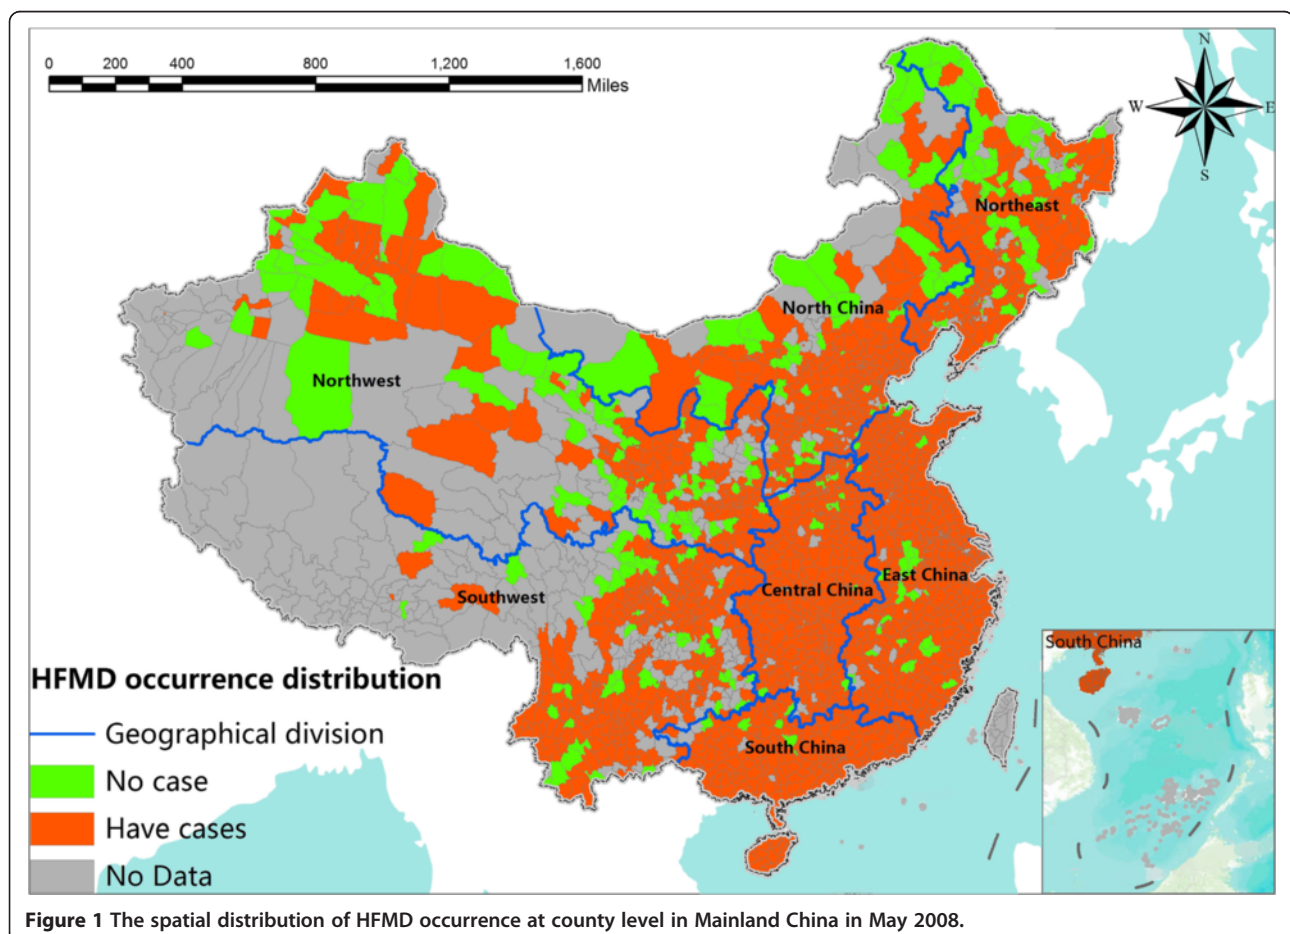 0 200 400 800 1,200 1,600
Miles
N
W E
S
Northeast
North China
Northwest
Southwest
Central China
East China
South China
South China
HFMD occurrence distribution
Geographical division
No case
Have cases
No Data
Figure 1 The spatial distribution of HFMD occurrence at county level in Mainland China in May 2008.